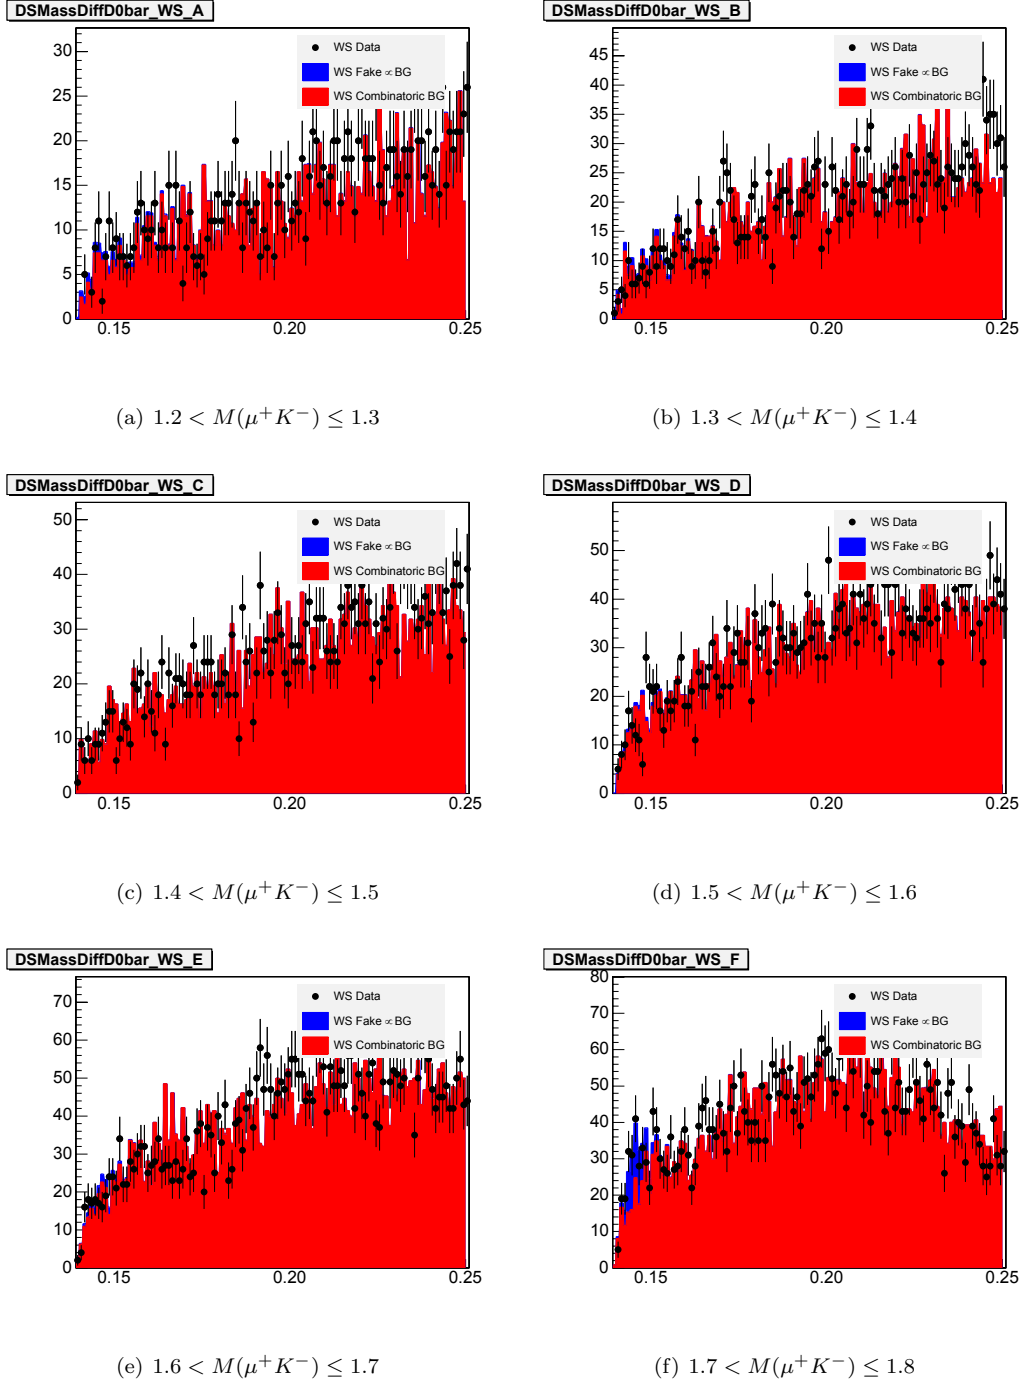 DSMassDiffD0bar_WS_A
30
25
20
15
10
5
0
0.15 0.20 0.25
WS Data
WS Fake ∝ BG
WS Combinatoric BG
(a) 1.2 < M(μ⁺K⁻) ≤ 1.3
DSMassDiffD0bar_WS_B
45
40
35
30
25
20
15
10
5
0
0.15 0.20 0.25
WS Data
WS Fake ∝ BG
WS Combinatoric BG
(b) 1.3 < M(μ⁺K⁻) ≤ 1.4
DSMassDiffD0bar_WS_C
50
40
30
20
10
0
0.15 0.20 0.25
WS Data
WS Fake ∝ BG
WS Combinatoric BG
(c) 1.4 < M(μ⁺K⁻) ≤ 1.5
DSMassDiffD0bar_WS_D
50
40
30
20
10
0
0.15 0.20 0.25
WS Data
WS Fake ∝ BG
WS Combinatoric BG
(d) 1.5 < M(μ⁺K⁻) ≤ 1.6
DSMassDiffD0bar_WS_E
70
60
50
40
30
20
10
0
0.15 0.20 0.25
WS Data
WS Fake ∝ BG
WS Combinatoric BG
(e) 1.6 < M(μ⁺K⁻) ≤ 1.7
DSMassDiffD0bar_WS_F
80
70
60
50
40
30
20
10
0
0.15 0.20 0.25
WS Data
WS Fake ∝ BG
WS Combinatoric BG
(f) 1.7 < M(μ⁺K⁻) ≤ 1.8